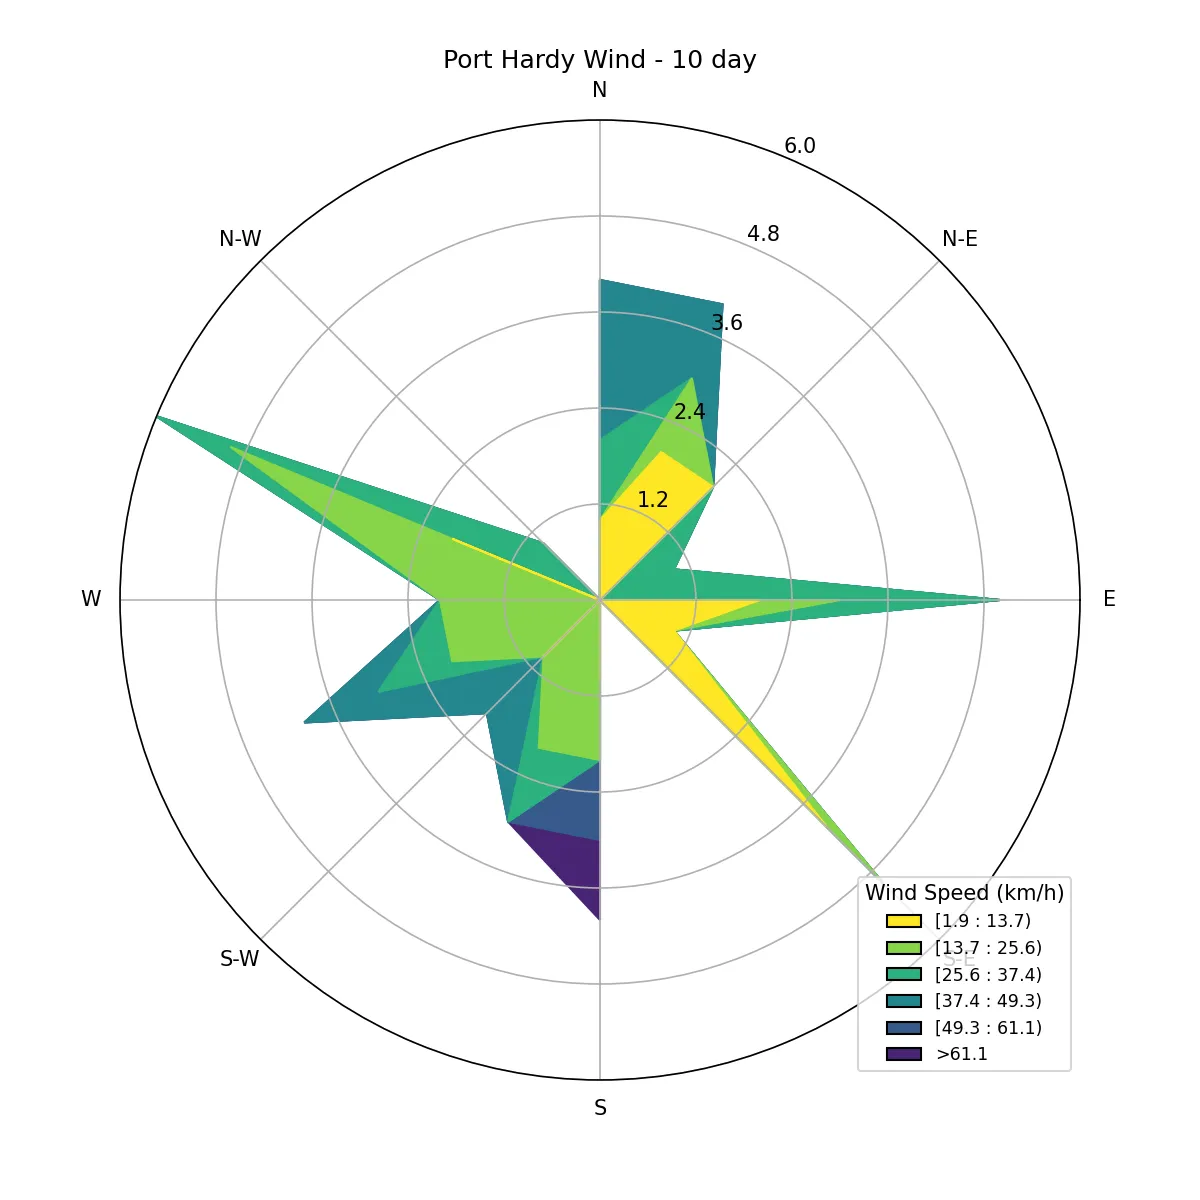 Port Hardy Wind - 10 day
N
6.0
N-W
4.8
N-E
3.6
2.4
1.2
W
E
Wind Speed (km/h)
[1.9 : 13.7)
[13.7 : 25.6)
S-W
S-E
[25.6 : 37.4)
[37.4 : 49.3)
[49.3 : 61.1)
>61.1
S